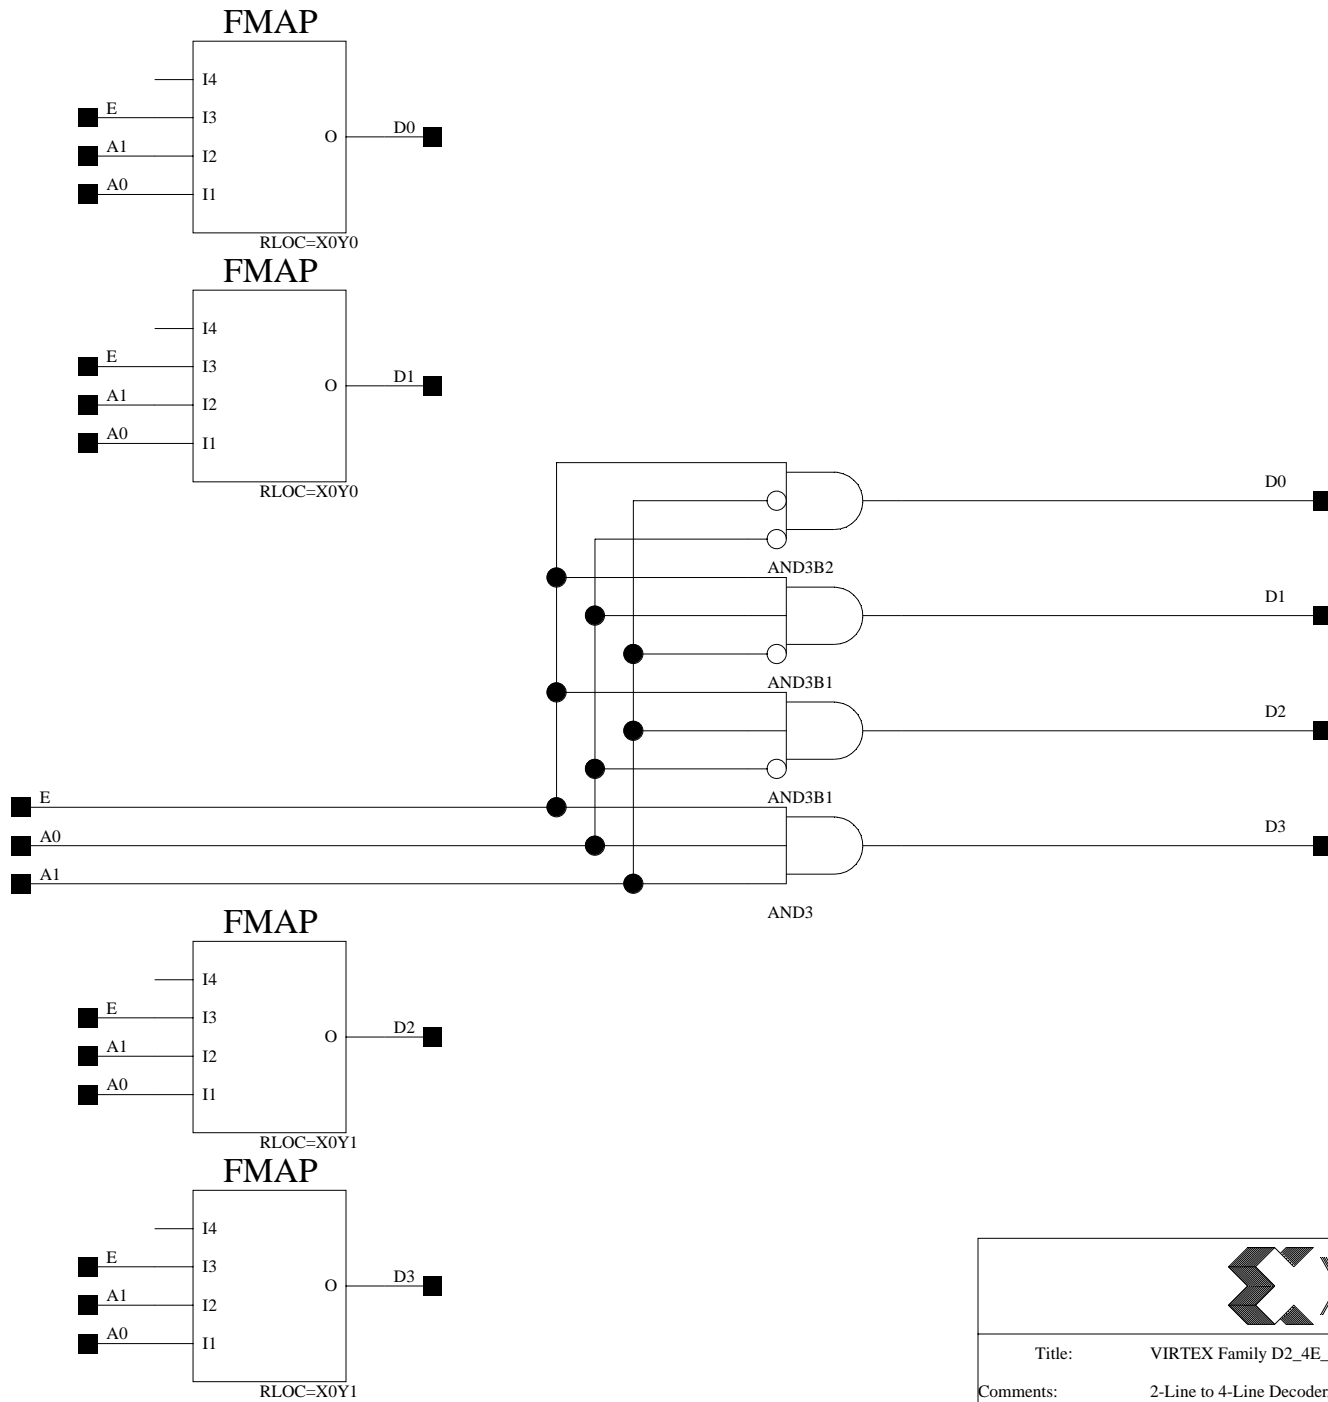 FMAP
I4
E
I3
D0
O
A1
I2
A0
I1
RLOC=X0Y0
FMAP
I4
E
I3
D1
O
A1
I2
A0
I1
RLOC=X0Y0
D0
AND3B2
D1
AND3B1
D2
AND3B1
E
D3
A0
A1
AND3
FMAP
I4
E
I3
D2
O
A1
I2
A0
I1
RLOC=X0Y1
FMAP
I4
E
I3
D3
O
A1
I2
A0
I1
RLOC=X0Y1
Title: VIRTEX Family D2_4E_
Comments: 2-Line to 4-Line Decoder